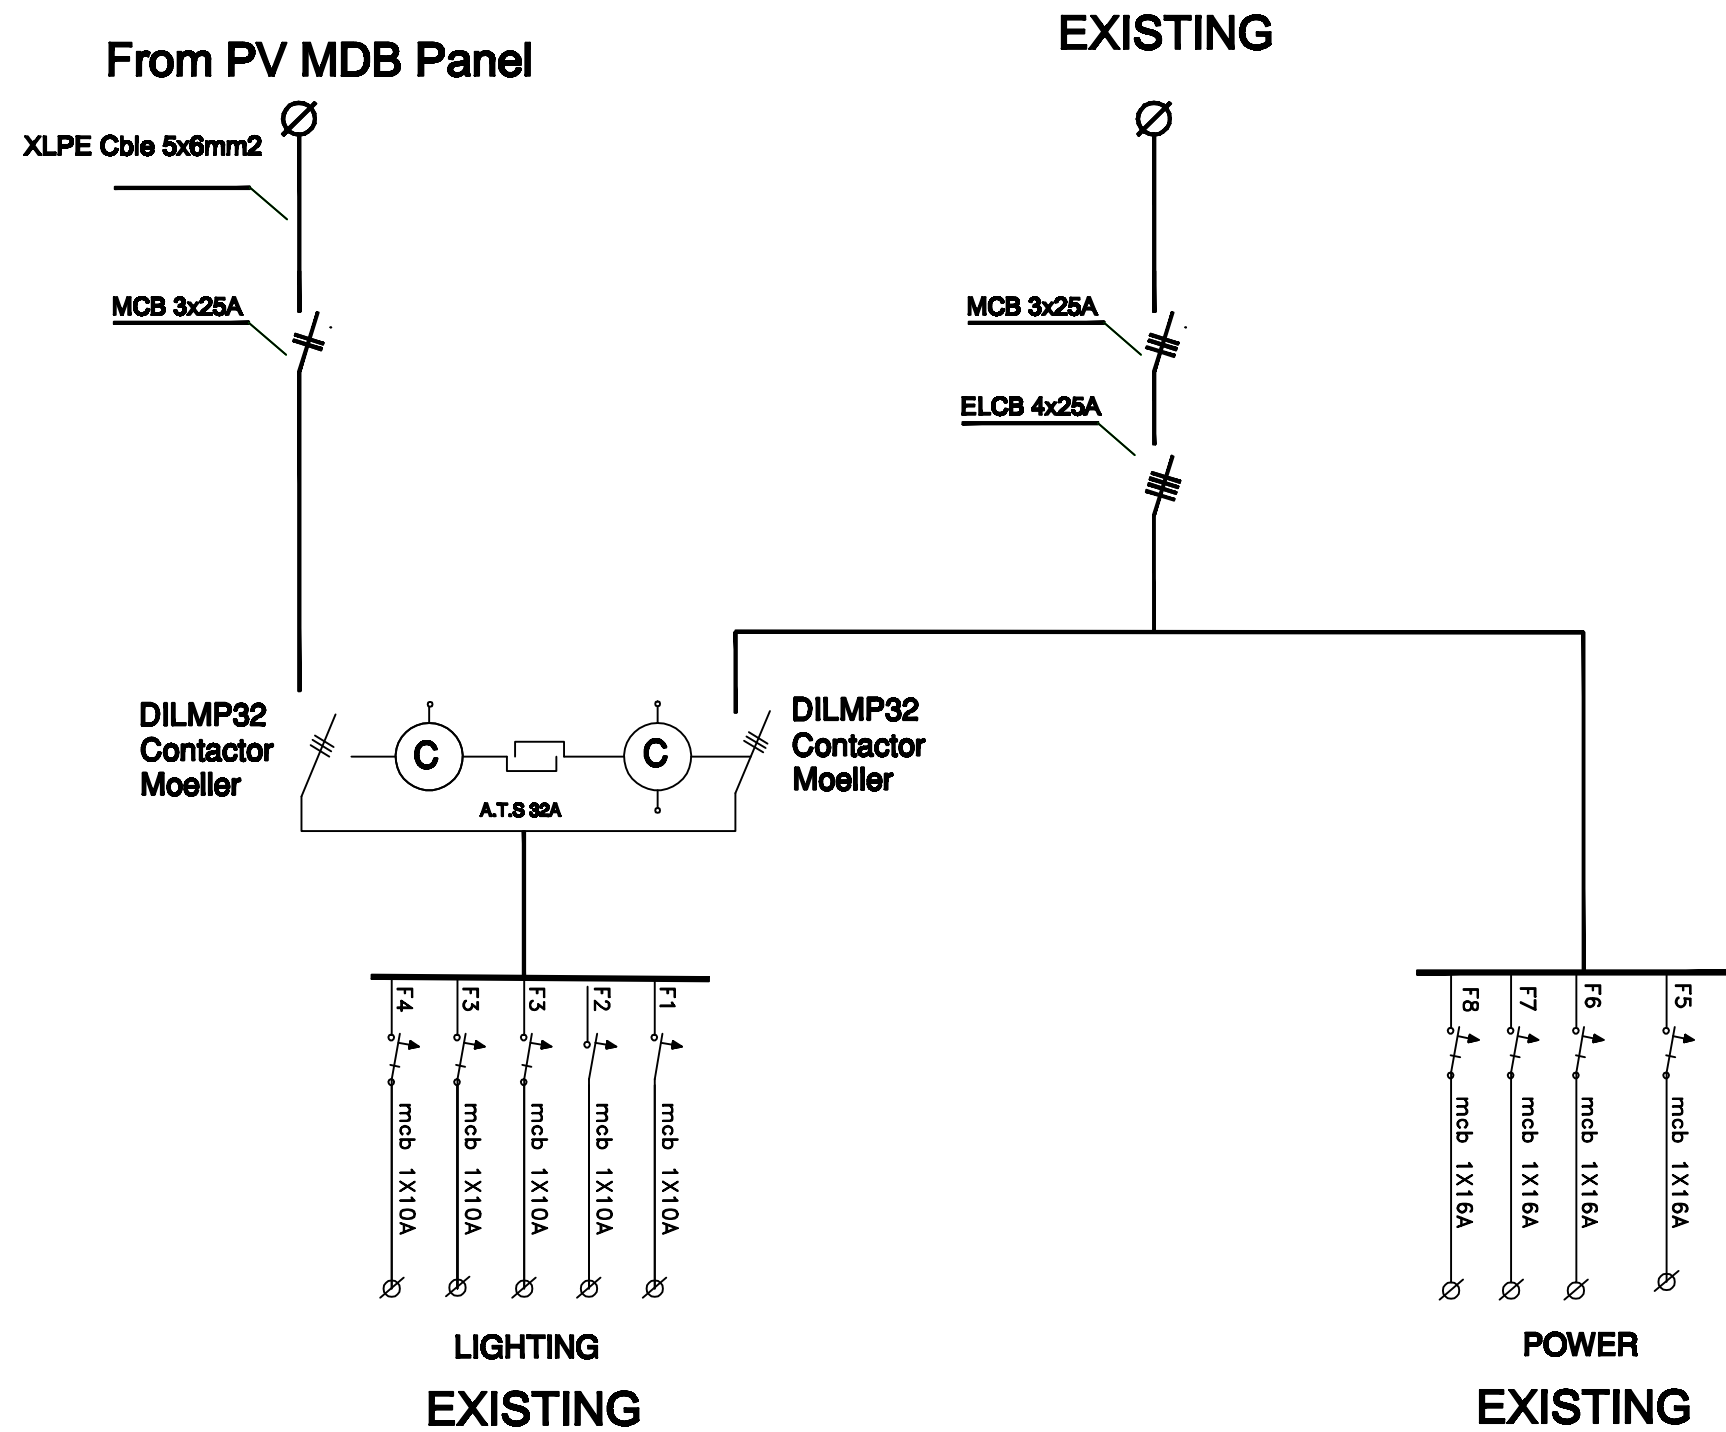 EXISTING
From PV MDB Panel
XLPE Cble 5x6mm2
MCB 3x25A
MCB 3x25A
ELCB 4x25A
DILMP32
Contactor
Moeller
C
C
A.T.S 32A
DILMP32
Contactor
Moeller
F4
F3
F3
F2
F1
mcb 1X10A
mcb 1X10A
mcb 1X10A
mcb 1X10A
mcb 1X10A
F8
F7
F6
F5
mcb 1X16A
mcb 1X16A
mcb 1X16A
mcb 1X16A
LIGHTING
EXISTING
POWER
EXISTING